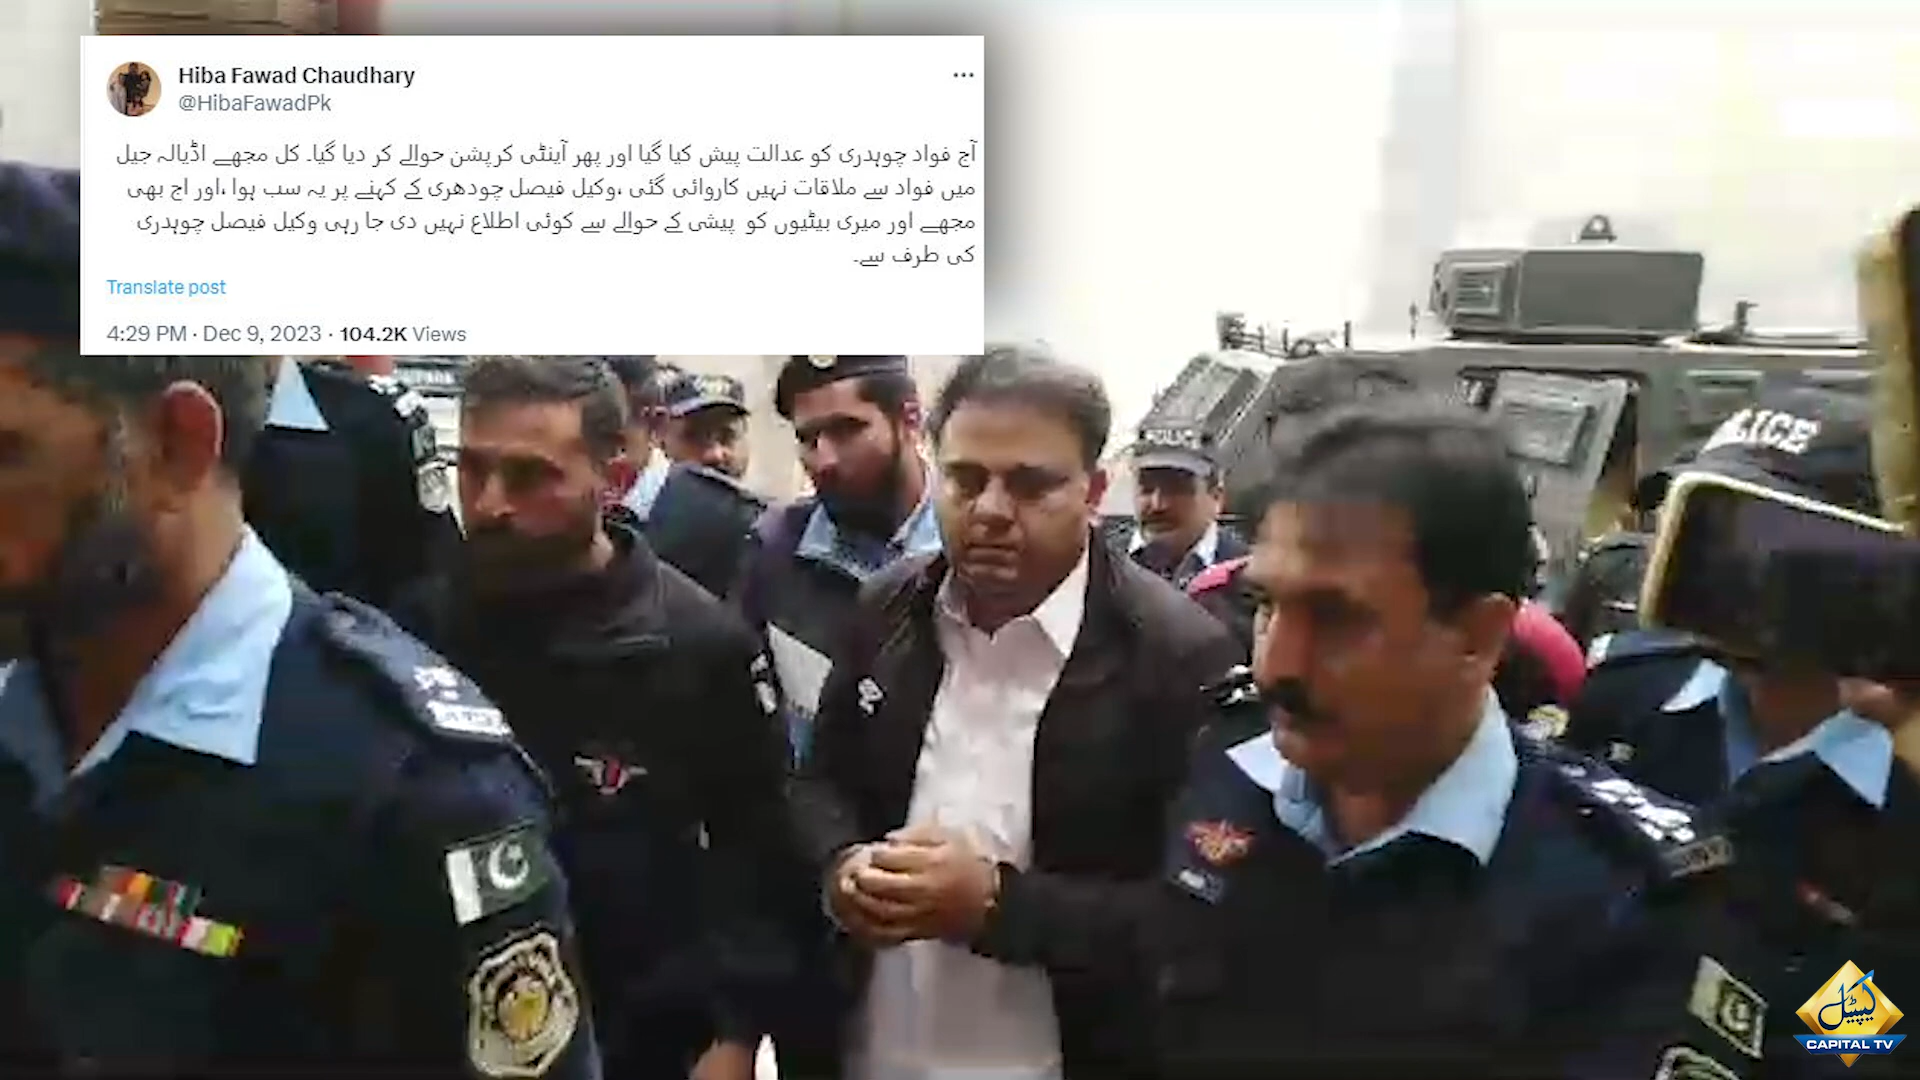 Hiba Fawad Chaudhary
@HibaFawadPk
آج فواد چوہدری کو عدالت پیش کیا گیا اور پھر آینٹی کرپشن حوالے کر دیا گیا۔ کل مجھے اڈیالہ جیل
میں فواد سے ملاقات نہیں کاروائی گئی ،وکیل فیصل چودھری کے کہنے پر یہ سب ہوا ،اور اج بھی
مجھے اور میری بیٹیوں کو پیشی کے حوالے سے کوئی اطلاع نہیں دی جا رہی وکیل فیصل چوہدری
کی طرف سے۔
Translate post
4:29 PM · Dec 9, 2023 · 104.2K Views
POLICE
LICE
کیپیٹل
CAPITAL TV